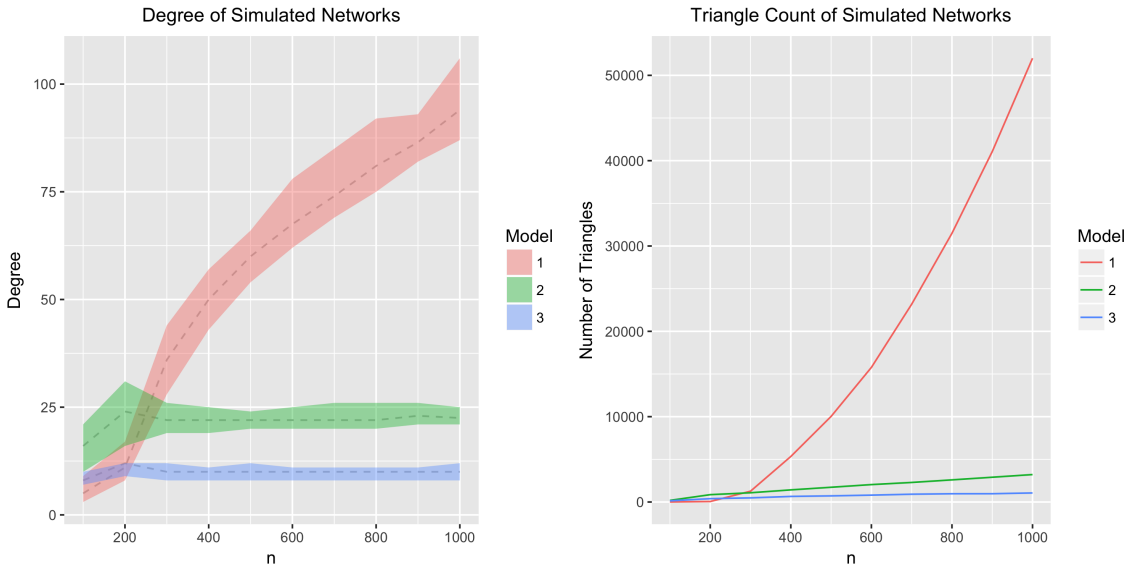 Degree of Simulated Networks
Degree
100
75
50
25
0
200 400 600 800 1000
n
Model
1
2
3
Triangle Count of Simulated Networks
Number of Triangles
50000
40000
30000
20000
10000
0
200 400 600 800 1000
n
Model
1
2
3